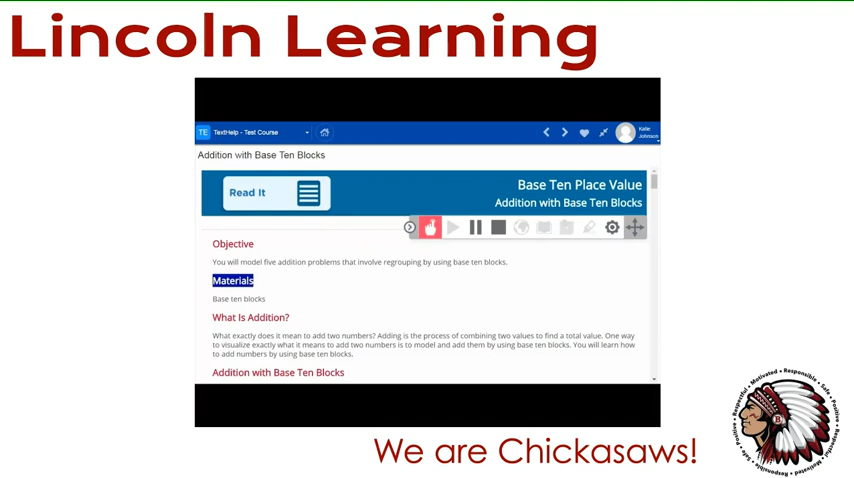 Lincoln Learning
TE TextHelp - Test Course
Katie
Johnson
Addition with Base Ten Blocks
Read It
Base Ten Place Value
Addition with Base Ten Blocks
Objective
You will model five addition problems that involve regrouping by using base ten blocks.
Materials
Base ten blocks
What Is Addition?
What exactly does it mean to add two numbers? Adding is the process of combining two values to find a total value. One way
to visualize exactly what it means to add two numbers is to model and add them by using base ten blocks. You will learn how
to add numbers by using base ten blocks.
Addition with Base Ten Blocks
Safe • Positive • Respectful • Motivated • Responsible • Safe • Positive • Respectful • Motivated • Responsible
B
We are Chickasaws!